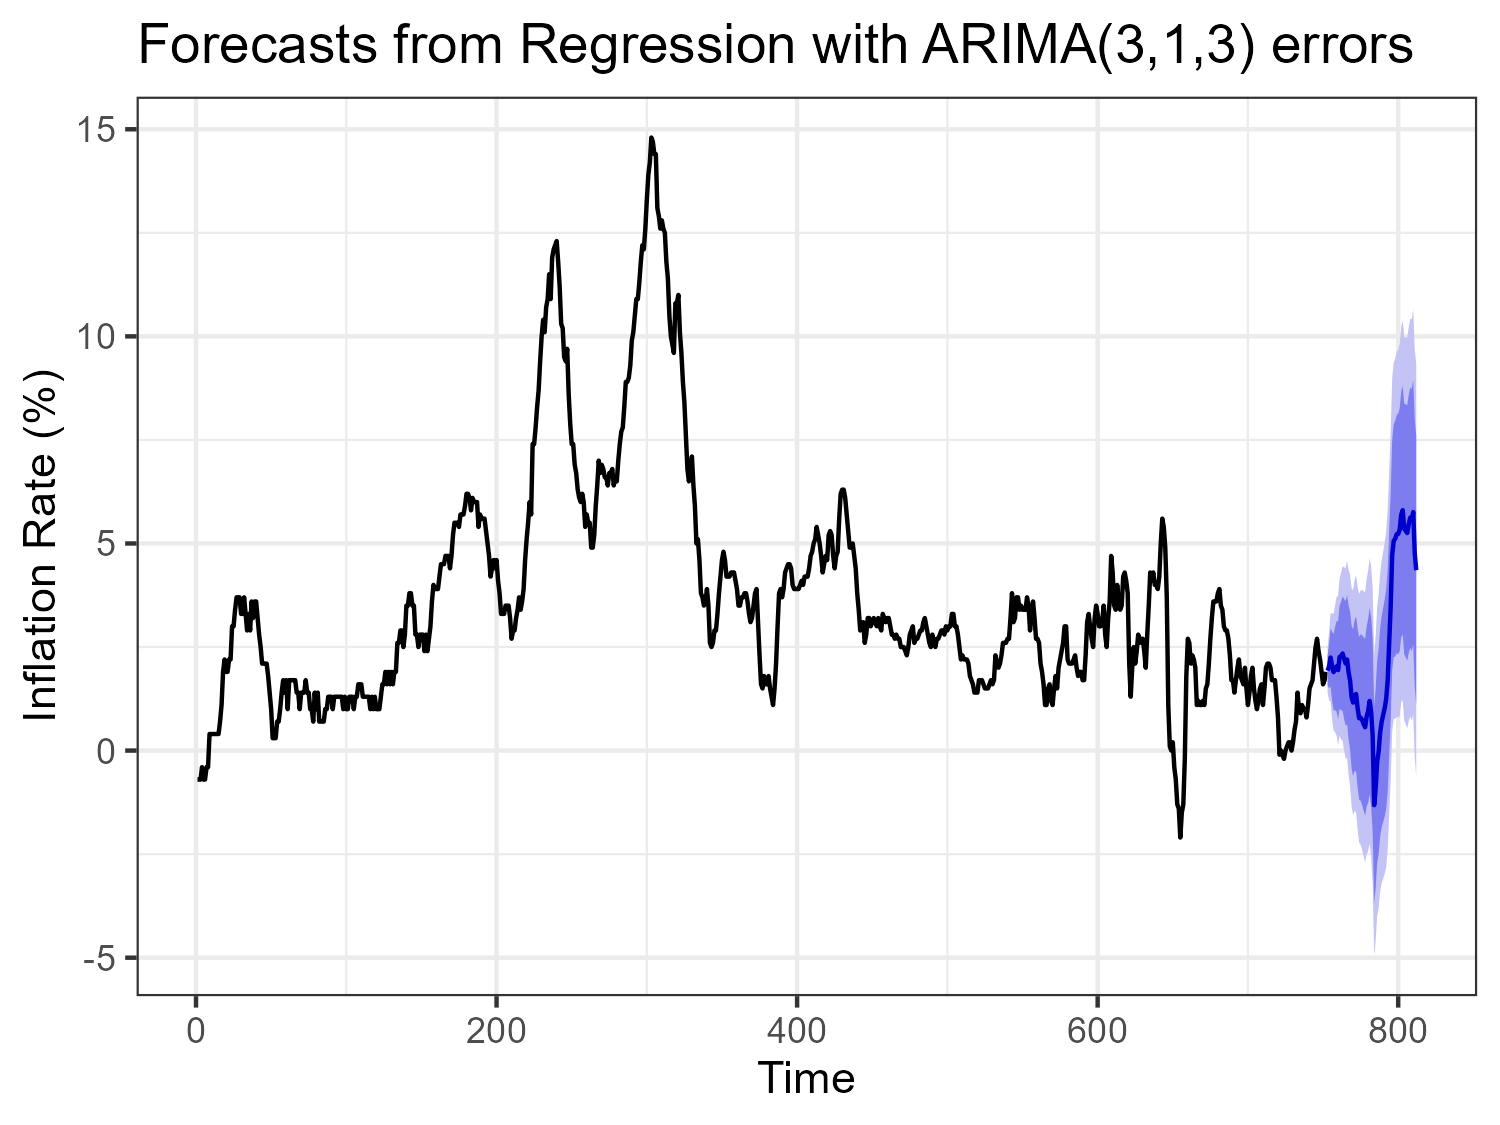 Forecasts from Regression with ARIMA(3,1,3) errors
15
10
5
0
-5
Inflation Rate (%)
0 200 400 600 800
Time